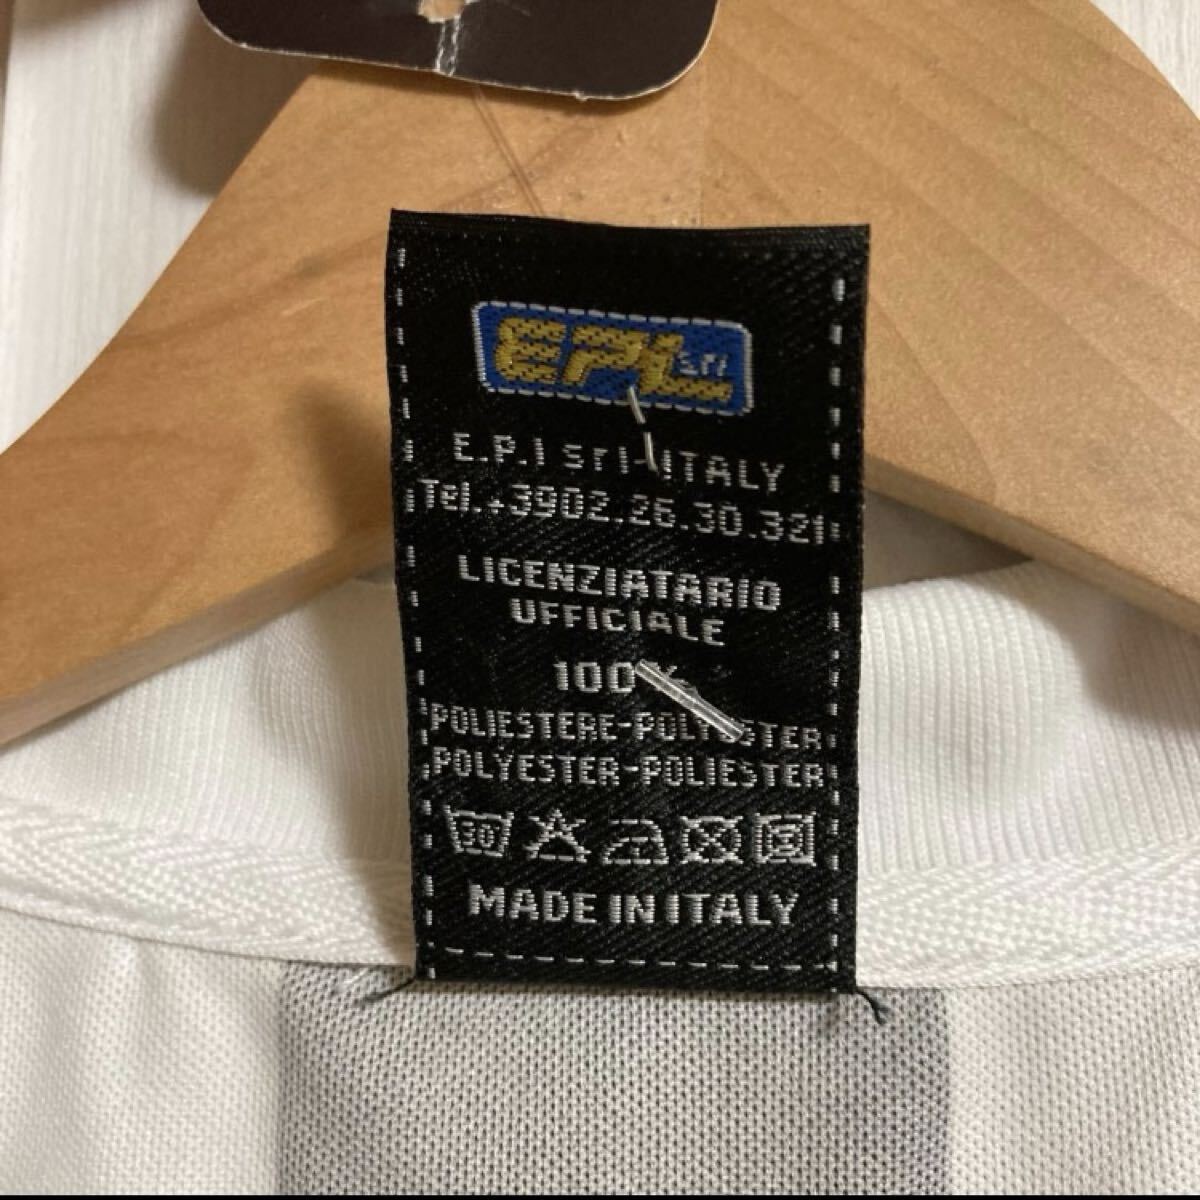 EPI srl
E.P.I srl-ITALY
Tel.+3902.26.30.321
LICENZIATARIO
UFFICIALE
100%
POLIESTERE-POLYESTER
POLYESTER-POLIESTER
30
MADE IN ITALY